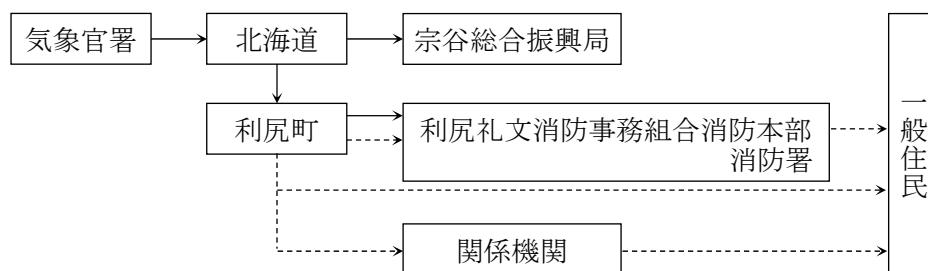 気象官署
北海道
宗谷総合振興局
利尻町
利尻礼文消防事務組合消防本部
消防署
一般住民
関係機関